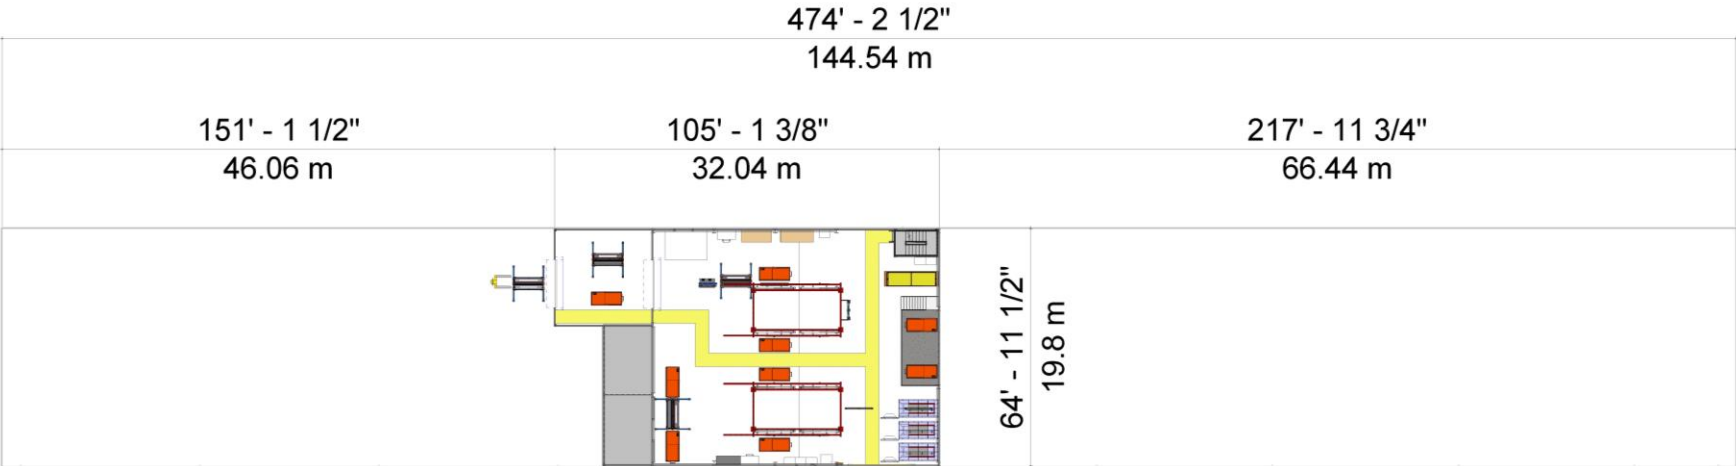 474' - 2 1/2"
144.54 m
151' - 1 1/2"
105' - 1 3/8"
217' - 11 3/4"
46.06 m
32.04 m
66.44 m
64' - 11 1/2"
19.8 m